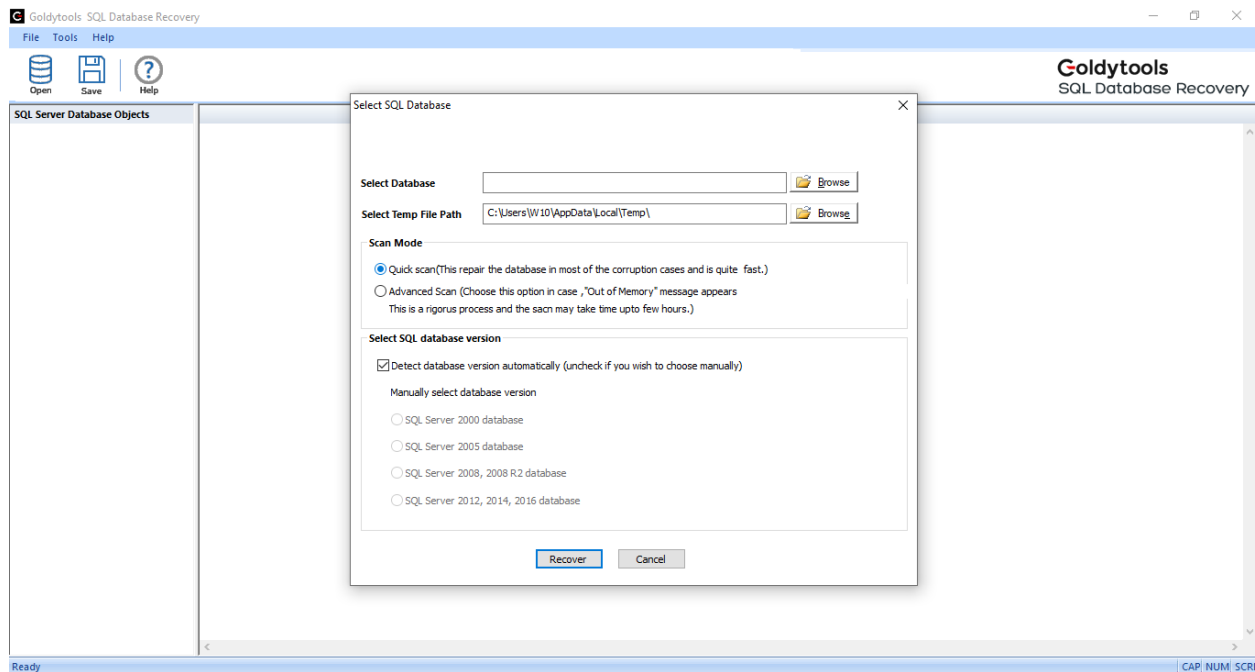 Goldytools SQL Database Recovery
File Tools Help
Open Save Help
Goldytools
SQL Database Recovery
SQL Server Database Objects
Select SQL Database
Select Database
Browse
Select Temp File Path
C:\Users\W10\AppData\Local\Temp\
Browse
Scan Mode
Quick scan(This repair the database in most of the corruption cases and is quite fast.)
Advanced Scan (Choose this option in case ,"Out of Memory" message appears
This is a rigorus process and the sacn may take time upto few hours.)
Select SQL database version
Detect database version automatically (uncheck if you wish to choose manually)
Manually select database version
SQL Server 2000 database
SQL Server 2005 database
SQL Server 2008, 2008 R2 database
SQL Server 2012, 2014, 2016 database
Recover Cancel
Ready
CAP NUM SCRL